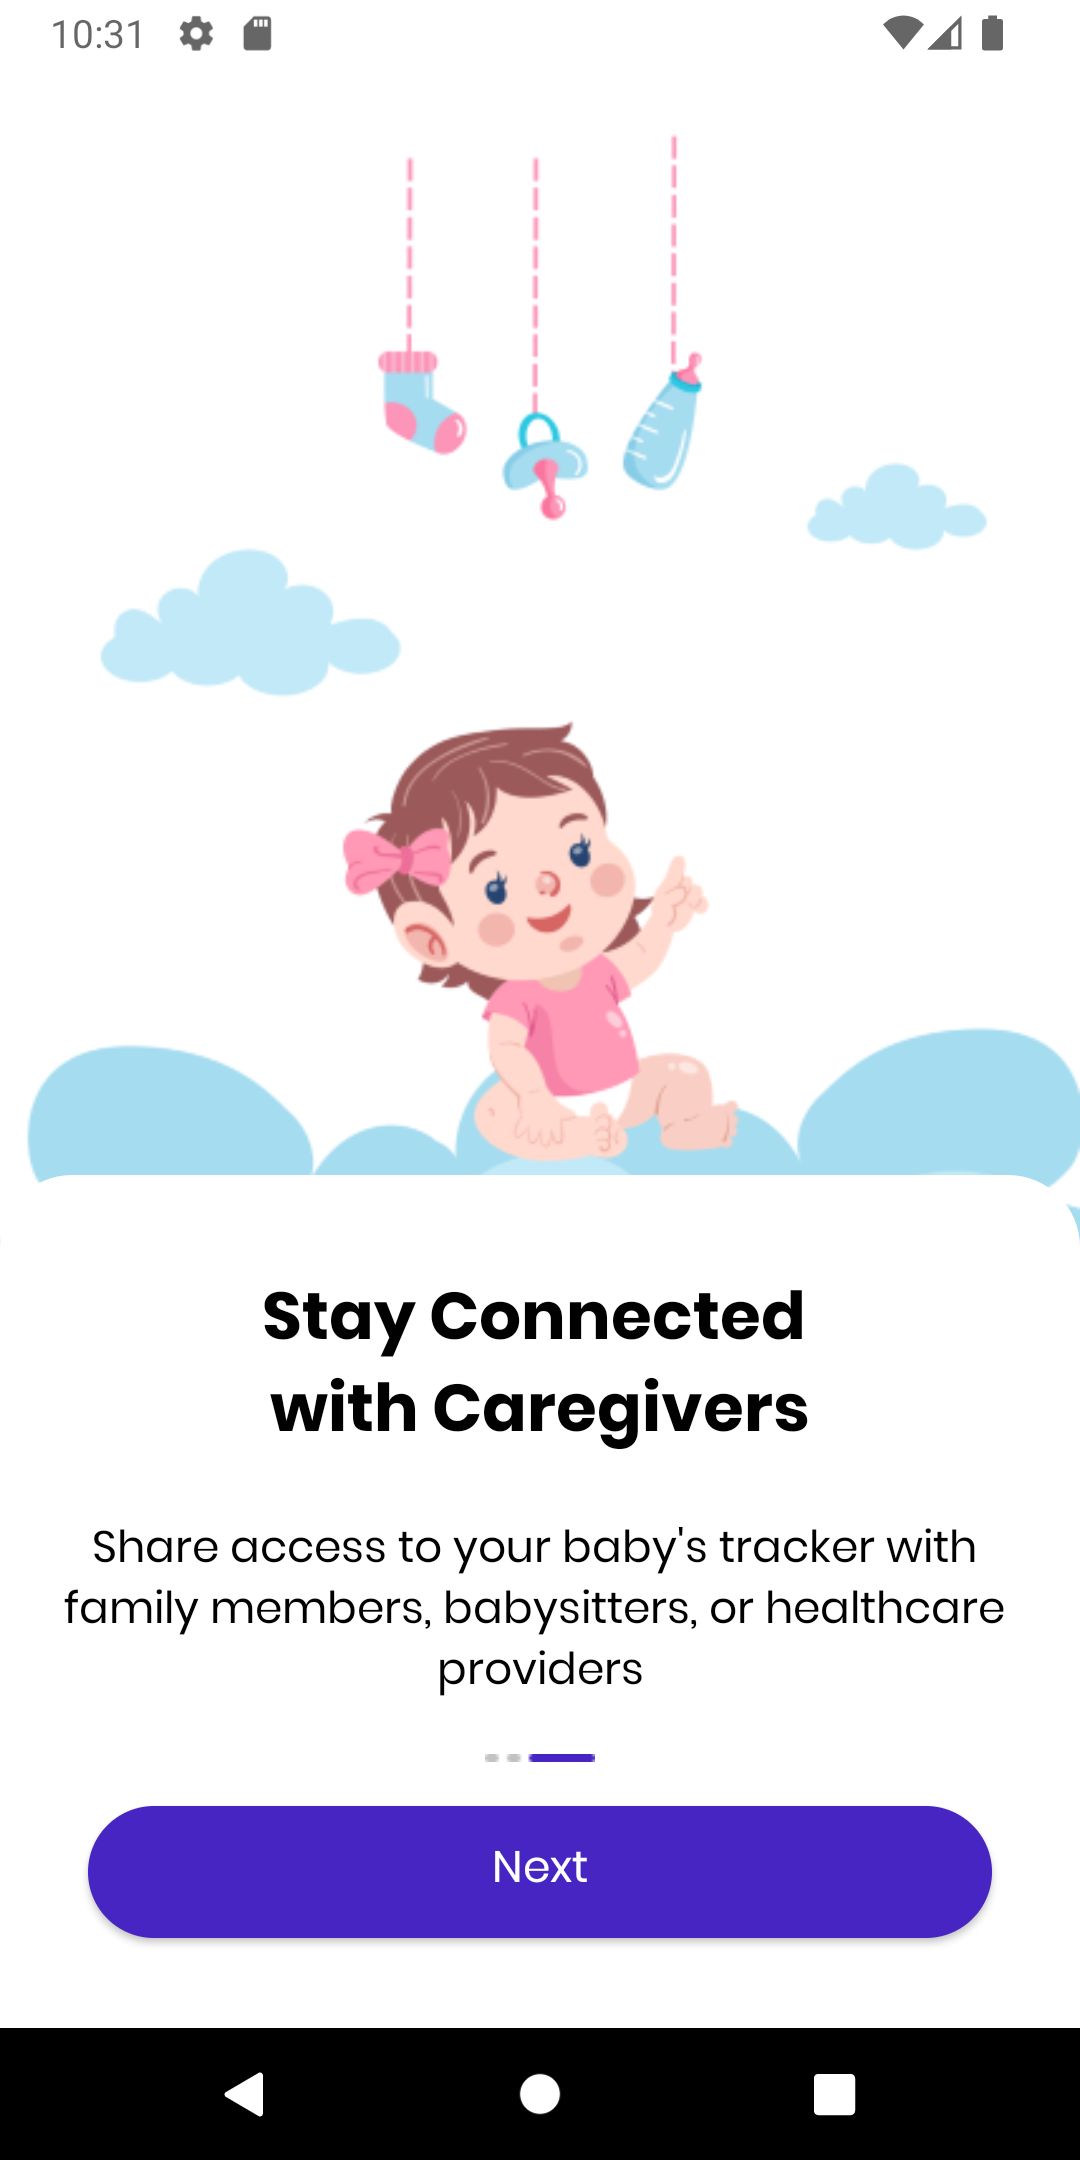 10:31
Stay Connected
with Caregivers
Share access to your baby's tracker with
family members, babysitters, or healthcare
providers
Next